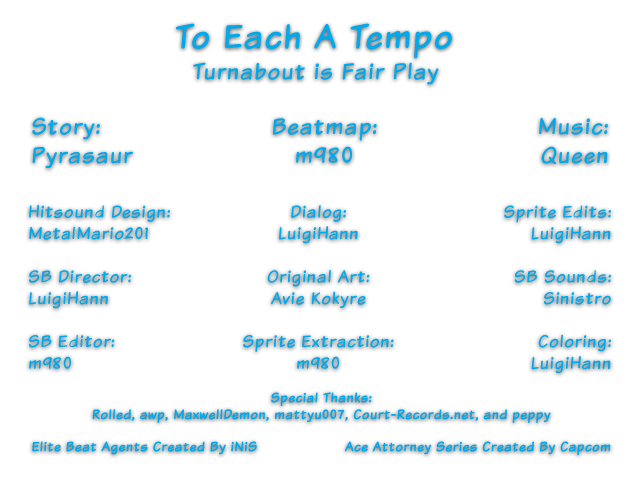 To Each A Tempo
Turnabout is Fair Play
Story: Beatmap: Music:
Pyrasaur m980 Queen
Hitsound Design: Dialog: Sprite Edits:
MetalMario201 LuigiHann LuigiHann
SB Director: Original Art: SB Sounds:
LuigiHann Avie Kokyre Sinistro
SB Editor: Sprite Extraction: Coloring:
m980 m980 LuigiHann
Special Thanks:
Rolled, awp, MaxwellDemon, mattyu007, Court-Records.net, and peppy
Elite Beat Agents Created By iNiS Ace Attorney Series Created By Capcom